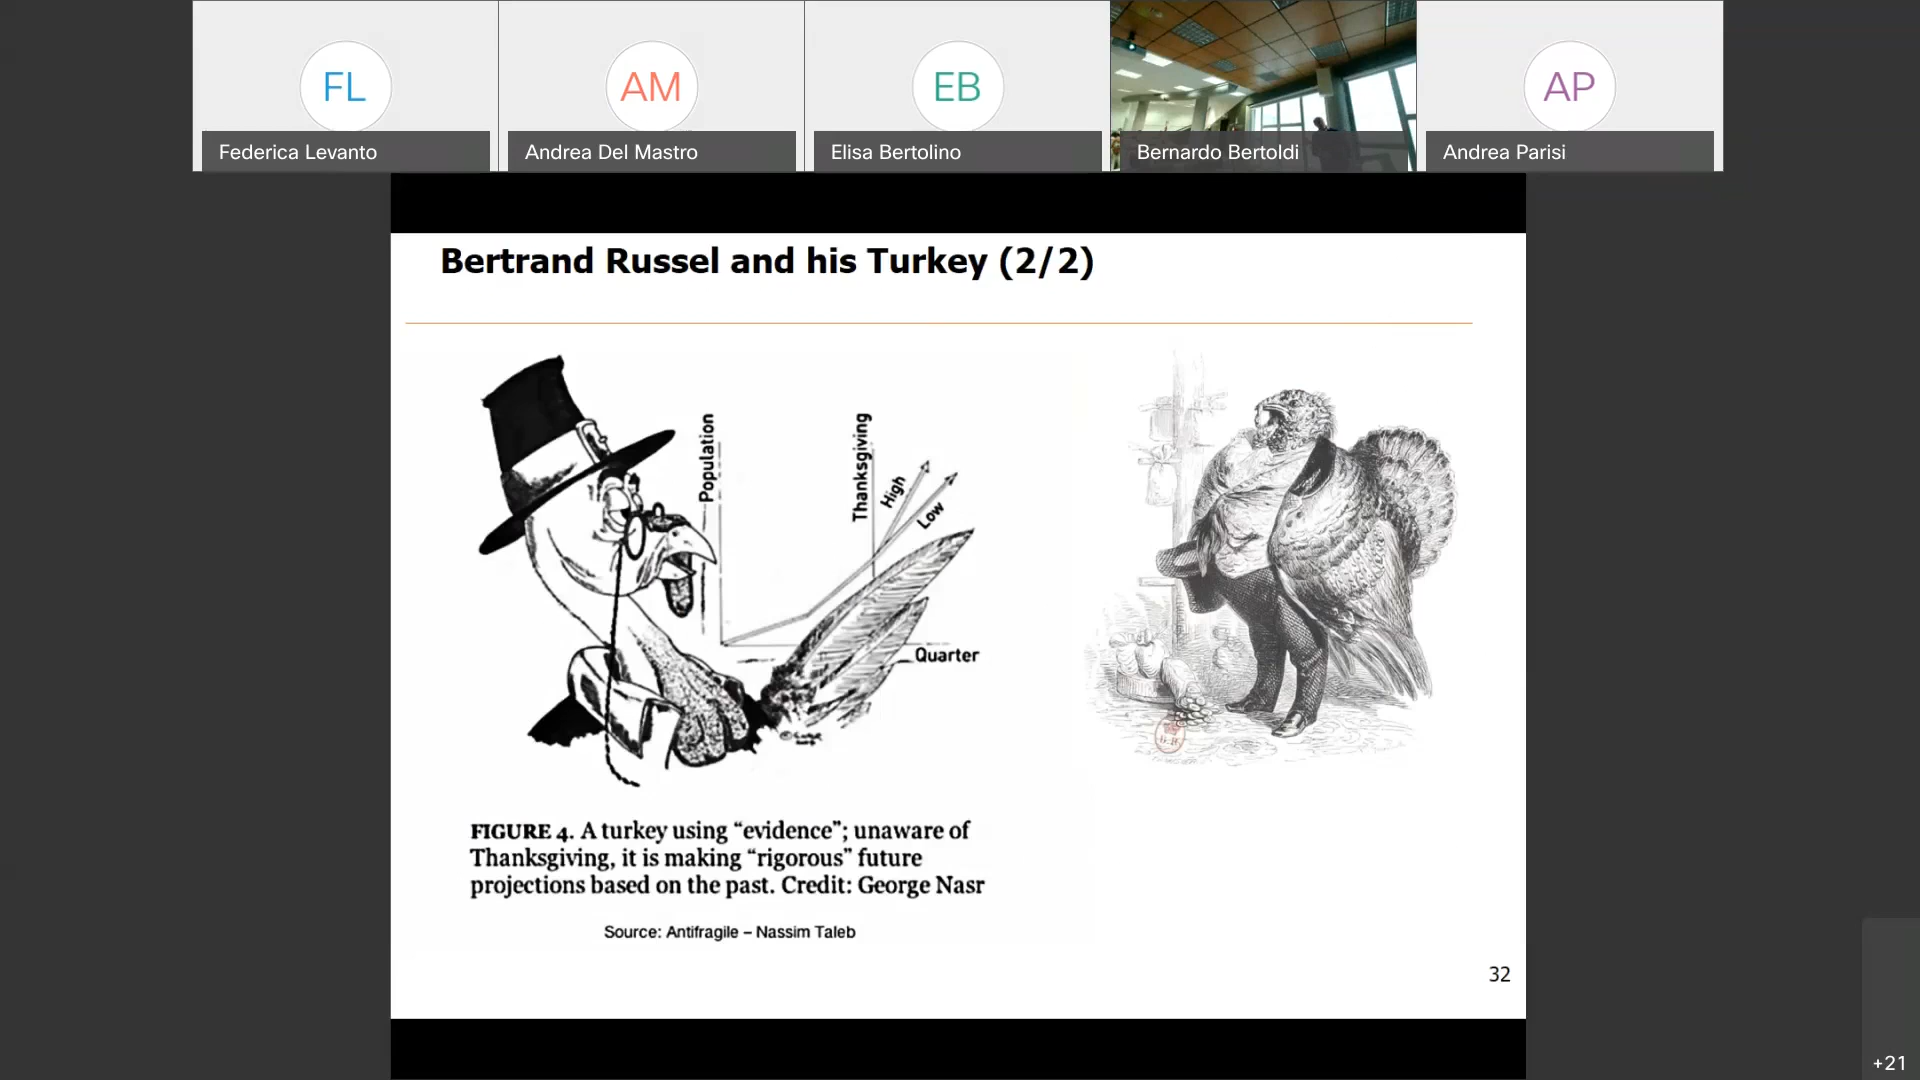 FL
AM
EB
AP
Federica Levanto
Andrea Del Mastro
Elisa Bertolino
Bernardo Bertoldi
Andrea Parisi
Bertrand Russel and his Turkey (2/2)
Population
Thanksgiving
High
Low
Quarter
FIGURE 4. A turkey using “evidence”; unaware of
Thanksgiving, it is making “rigorous” future
projections based on the past. Credit: George Nasr
Source: Antifragile – Nassim Taleb
32
+21